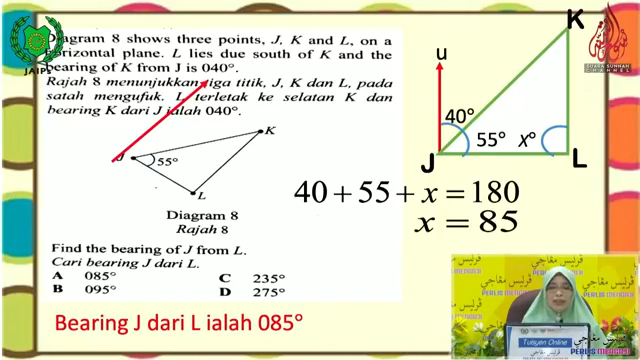 Diagram 8 shows three points, J, K and L, on a
horizontal plane. L lies due south of K and the
bearing of K from J is 040°.
Rajah 8 menunjukkan tiga titik, J, K dan L, pada
satah mengufuk. L terletak ke selatan K dan
bearing K dari J ialah 040°.
J
55°
K
L
Diagram 8
Rajah 8
Find the bearing of J from L.
Cari bearing J dari L.
A 085° C 235°
B 095° D 275°
Bearing J dari L ialah 085°
K
u
40°
55° x°
J
L
40 + 55 + x = 180
x = 85
JAIPS
Tuisyen Online